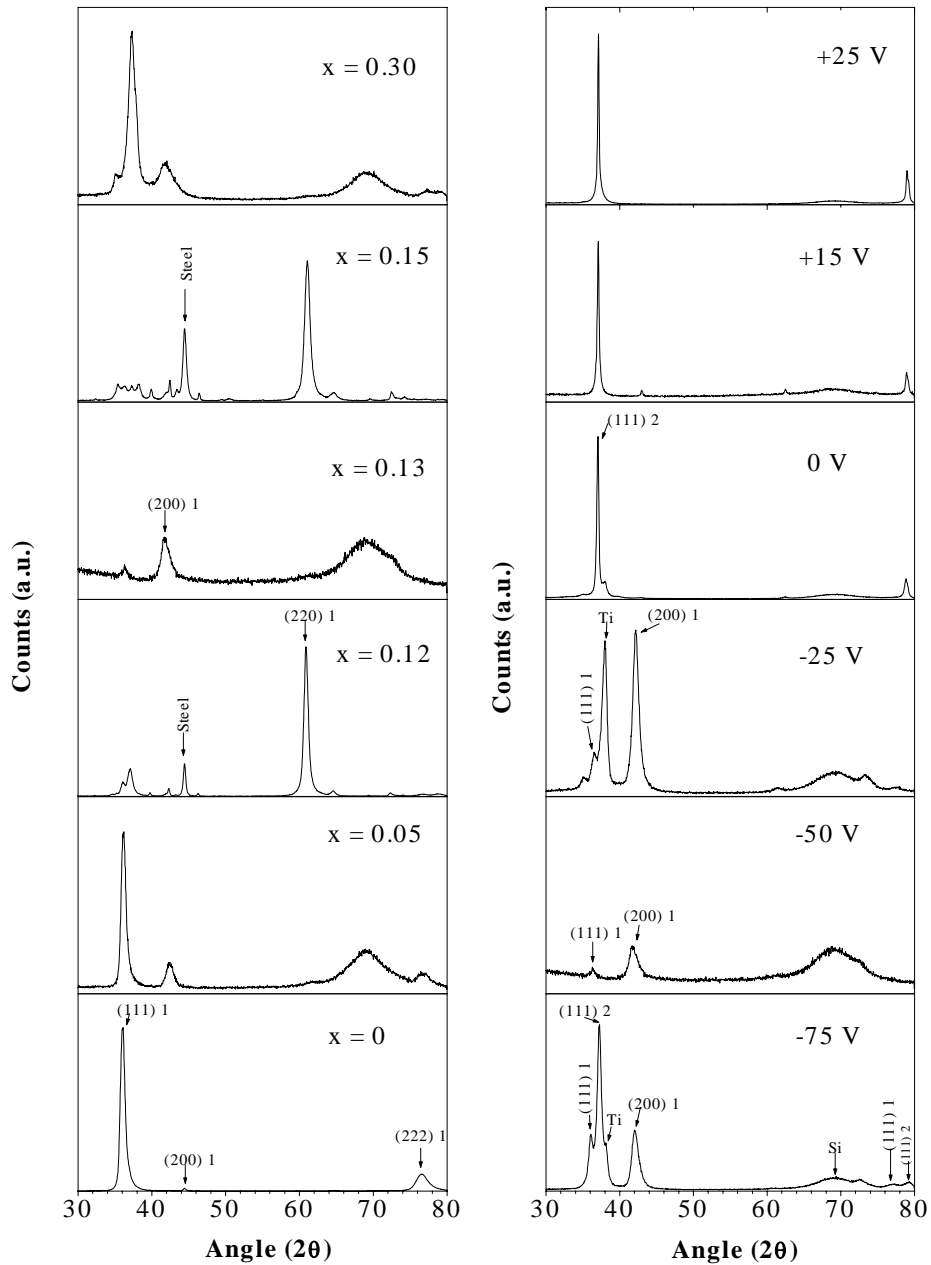 x = 0.30
x = 0.15
Steel
x = 0.13
(200) 1
(220) 1
x = 0.12
Steel
x = 0.05
(111) 1
x = 0
(200) 1
(222) 1
Counts (a.u.)
30 40 50 60 70 80
Angle (2θ)
+25 V
+15 V
(111) 2
0 V
Ti
(200) 1
-25 V
(111) 1
-50 V
(200) 1
(111) 1
(111) 2
-75 V
(111) 1
Ti
(200) 1
Si
(111) 1
(111) 2
Counts (a.u.)
30 40 50 60 70 80
Angle (2θ)